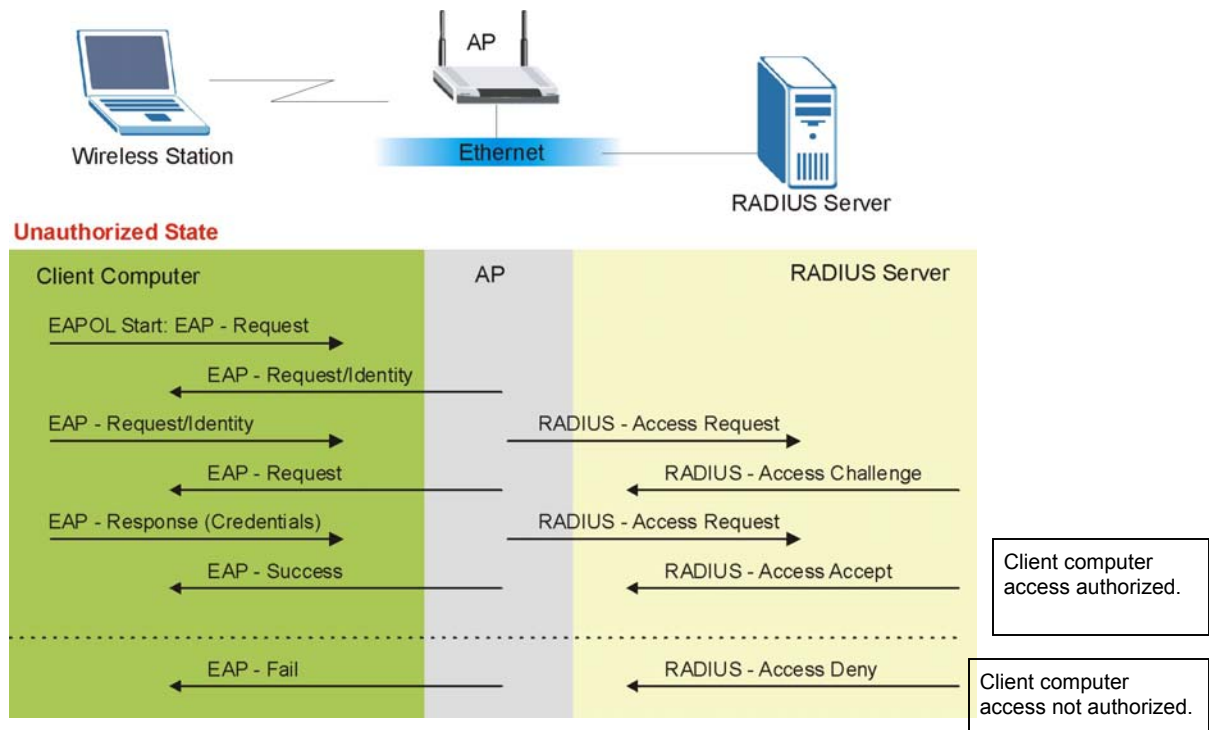 AP
Wireless Station
Ethernet
RADIUS Server
Unauthorized State
Client Computer
AP
RADIUS Server
EAPOL Start: EAP - Request
EAP - Request/Identity
EAP - Request/Identity
RADIUS - Access Request
EAP - Request
RADIUS - Access Challenge
EAP - Response (Credentials)
RADIUS - Access Request
EAP - Success
RADIUS - Access Accept
Client computer
access authorized.
EAP - Fail
RADIUS - Access Deny
Client computer
access not authorized.